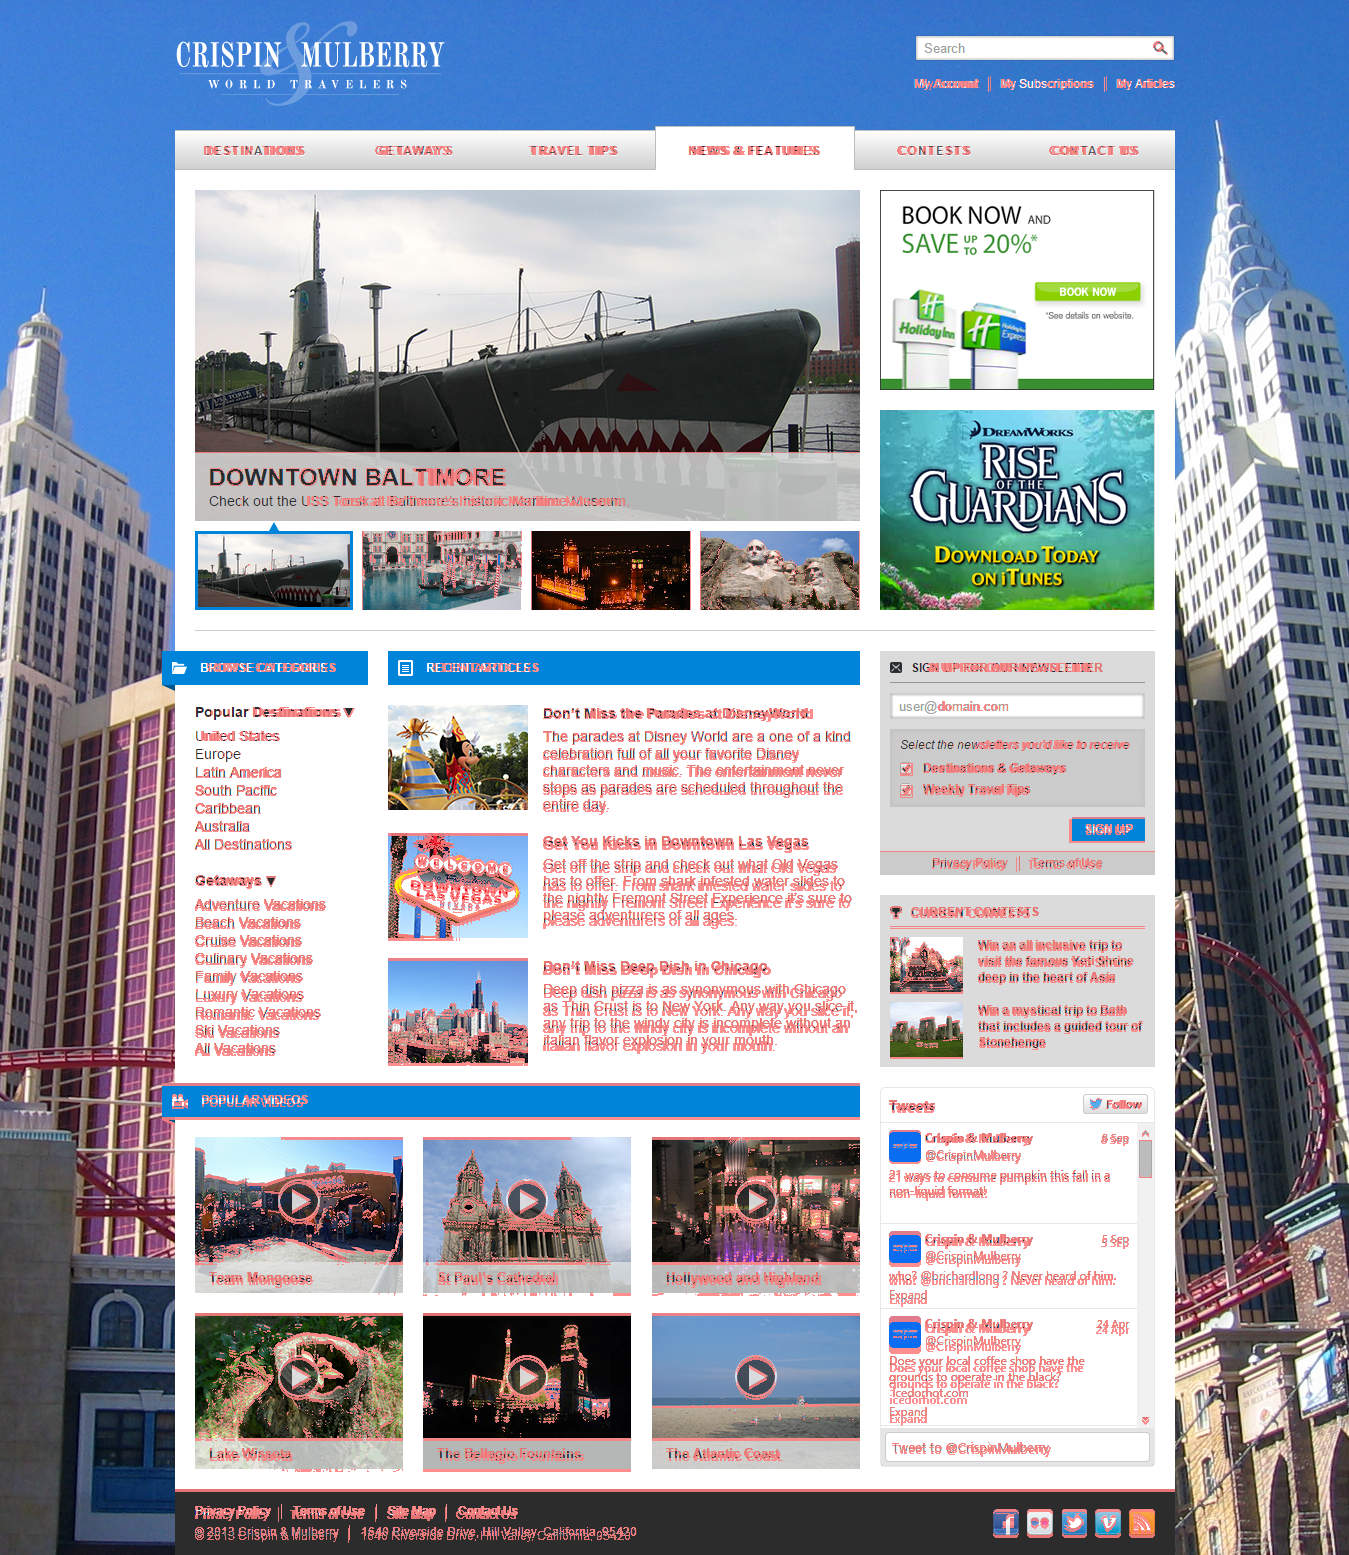 CRISPIN & MULBERRY
WORLD TRAVELERS
Search
My Account | My Subscriptions | My Articles
DESTINATIONS
GETAWAYS
TRAVEL TIPS
NEWS & FEATURES
CONTESTS
CONTACT US
BOOK NOW AND
SAVE UP TO 20%*
BOOK NOW
*See details on website.
Holiday Inn
Holiday Inn Express
DOWNTOWN BALTIMORE
Check out the USS Torsk at Baltimore's historic Maritime Museum.
DREAMWORKS
RISE
OF THE
GUARDIANS
DOWNLOAD TODAY
ON iTUNES
BROWSE CATEGORIES
Popular Destinations ▼
United States
Europe
Latin America
South Pacific
Caribbean
Australia
All Destinations
Getaways ▼
Adventure Vacations
Beach Vacations
Cruise Vacations
Culinary Vacations
Family Vacations
Luxury Vacations
Romantic Vacations
Ski Vacations
All Vacations
RECENT ARTICLES
Don't Miss the Parades at DisneyWorld
The parades at Disney World are a one of a kind
celebration full of all your favorite Disney
characters and music. The entertainment never
stops as parades are scheduled throughout the
entire day.
WELCOME
LAS VEGAS
Get You Kicks in Downtown Las Vegas
Get off the strip and check out what Old Vegas
has to offer. From shark infested water slides to
the nightly Fremont Street Experience it's sure to
please adventurers of all ages.
Don't Miss Deep Dish in Chicago
Deep dish pizza is as synonymous with Chicago
as Thin Crust is to New York. Any way you slice it,
any trip to the windy city is incomplete without an
italian flavor explosion in your mouth.
SIGN UP FOR OUR NEWSLETTER
user@domain.com
Select the newsletters you'd like to receive
Destinations & Getaways
Weekly Travel Tips
SIGN UP
Privacy Policy | Terms of Use
CURRENT CONTESTS
Win an all inclusive trip to
visit the famous Yeti Shrine
deep in the heart of Asia
Win a mystical trip to Bath
that includes a guided tour of
Stonehenge
POPULAR VIDEOS
Team Mongoose
St Paul's Cathedral
Hollywood and Highland
Lake Wissota
The Bellagio Fountains
The Atlantic Coast
Tweets
Follow
Crispin & Mulberry 8 Sep
@CrispinMulberry
21 ways to consume pumpkin this fall in a
non-liquid format!
Crispin & Mulberry 5 Sep
@CrispinMulberry
who? @brichardlong ? Never heard of him.
Expand
Crispin & Mulberry 24 Apr
@CrispinMulberry
Does your local coffee shop have the
grounds to operate in the black?
icedomot.com
Expand
Tweet to @CrispinMulberry
Privacy Policy | Terms of Use | Site Map | Contact Us
© 2013 Crispin & Mulberry | 1640 Riverside Drive, Hill Valley, California, 95420